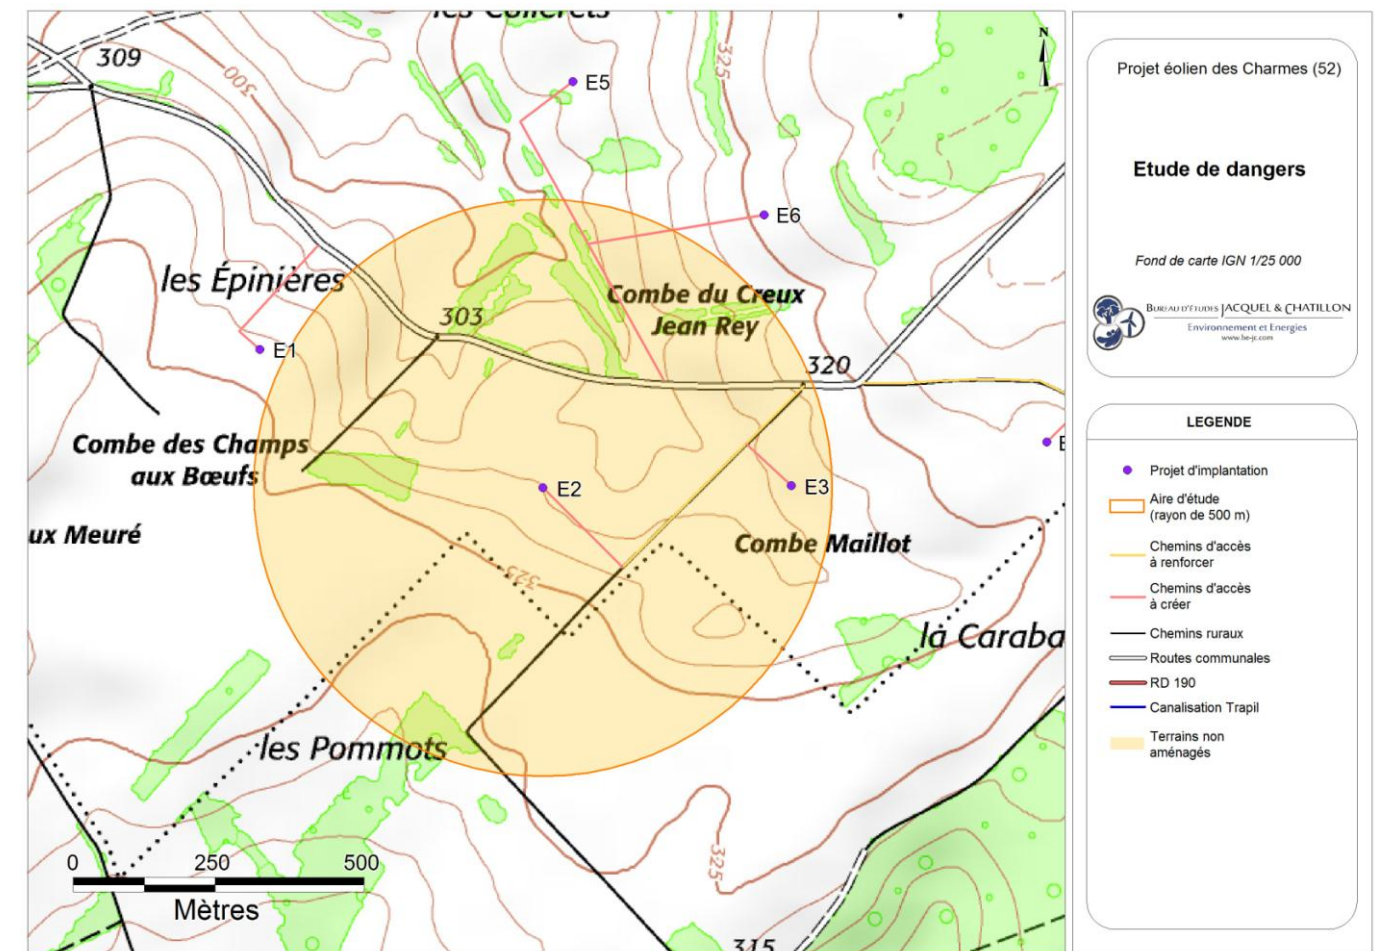 les Collerets
309
300
325
N
E5
E6
les Épinières
303
Combe du Creux
Jean Rey
E1
320
Combe des Champs
aux Bœufs
E2
E3
ux Meuré
Combe Maillot
325
la Caraba
les Pommots
0 250 500
Mètres
325
315
Projet éolien des Charmes (52)
Etude de dangers
Fond de carte IGN 1/25 000
BUREAU D'ETUDES JACQUEL & CHATILLON
Environnement et Energies
www.be-jc.com
LEGENDE
Projet d'implantation
Aire d'étude
(rayon de 500 m)
Chemins d'accès
à renforcer
Chemins d'accès
à créer
Chemins ruraux
Routes communales
RD 190
Canalisation Trapil
Terrains non
aménagés